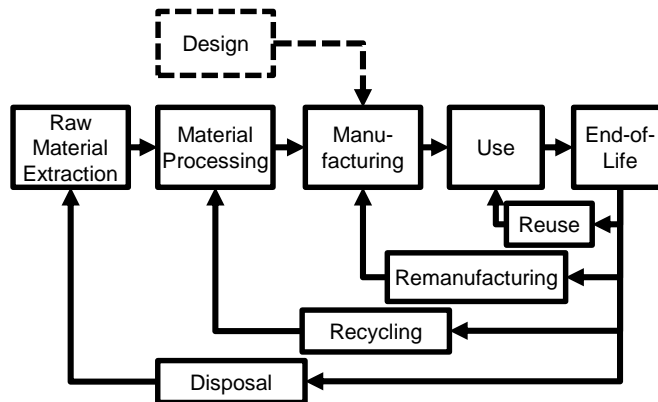 Design
Raw
Material
Extraction
Material
Processing
Manu-
facturing
Use
End-of-
Life
Reuse
Remanufacturing
Recycling
Disposal